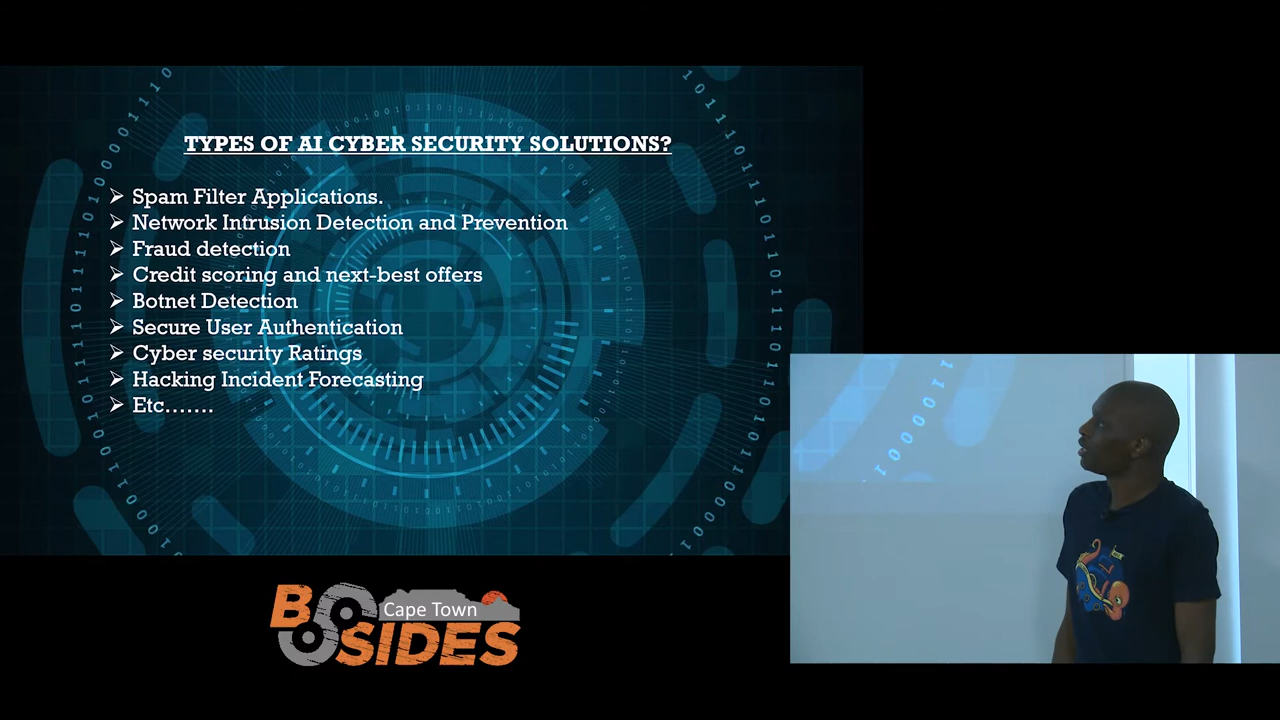 TYPES OF AI CYBER SECURITY SOLUTIONS?
➢ Spam Filter Applications.
➢ Network Intrusion Detection and Prevention
➢ Fraud detection
➢ Credit scoring and next-best offers
➢ Botnet Detection
➢ Secure User Authentication
➢ Cyber security Ratings
➢ Hacking Incident Forecasting
➢ Etc.......
BSIDES
Cape Town